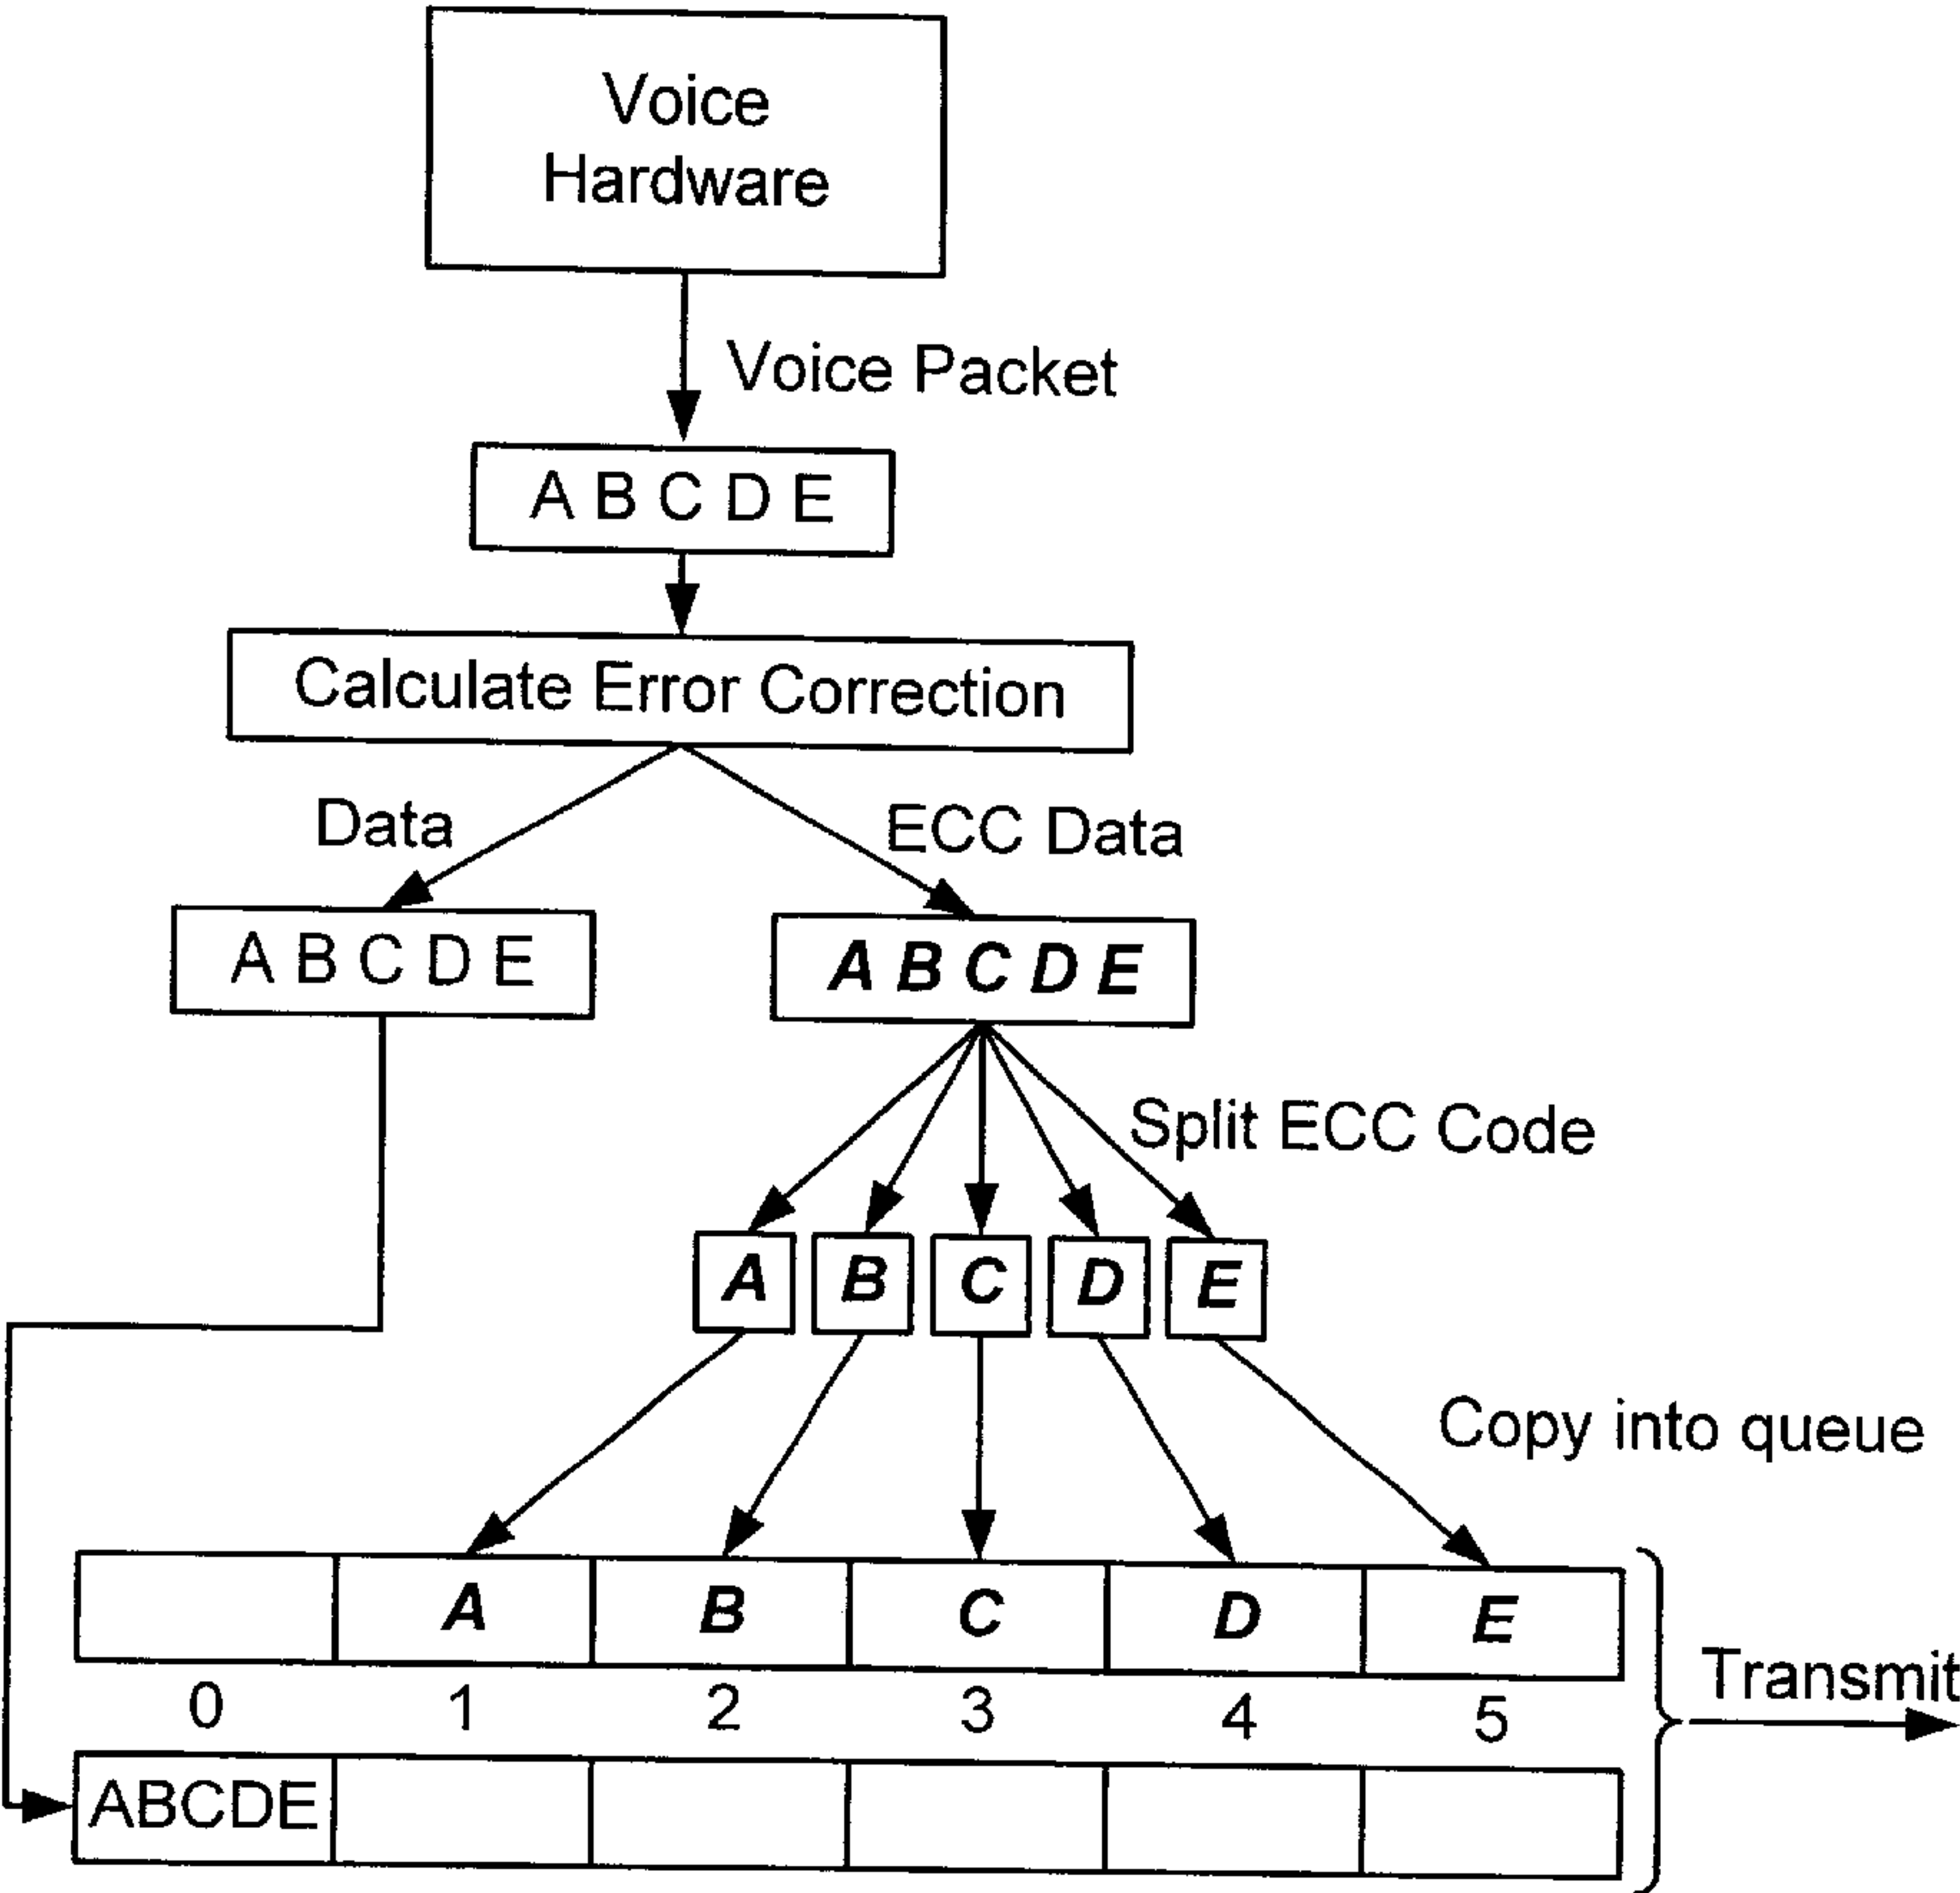 Voice
Hardware
Voice Packet
A B C D E
Calculate Error Correction
Data
ECC Data
A B C D E
A B C D E
Split ECC Code
A B C D E
Copy into queue
A B C D E
0 1 2 3 4 5
Transmit
ABCDE